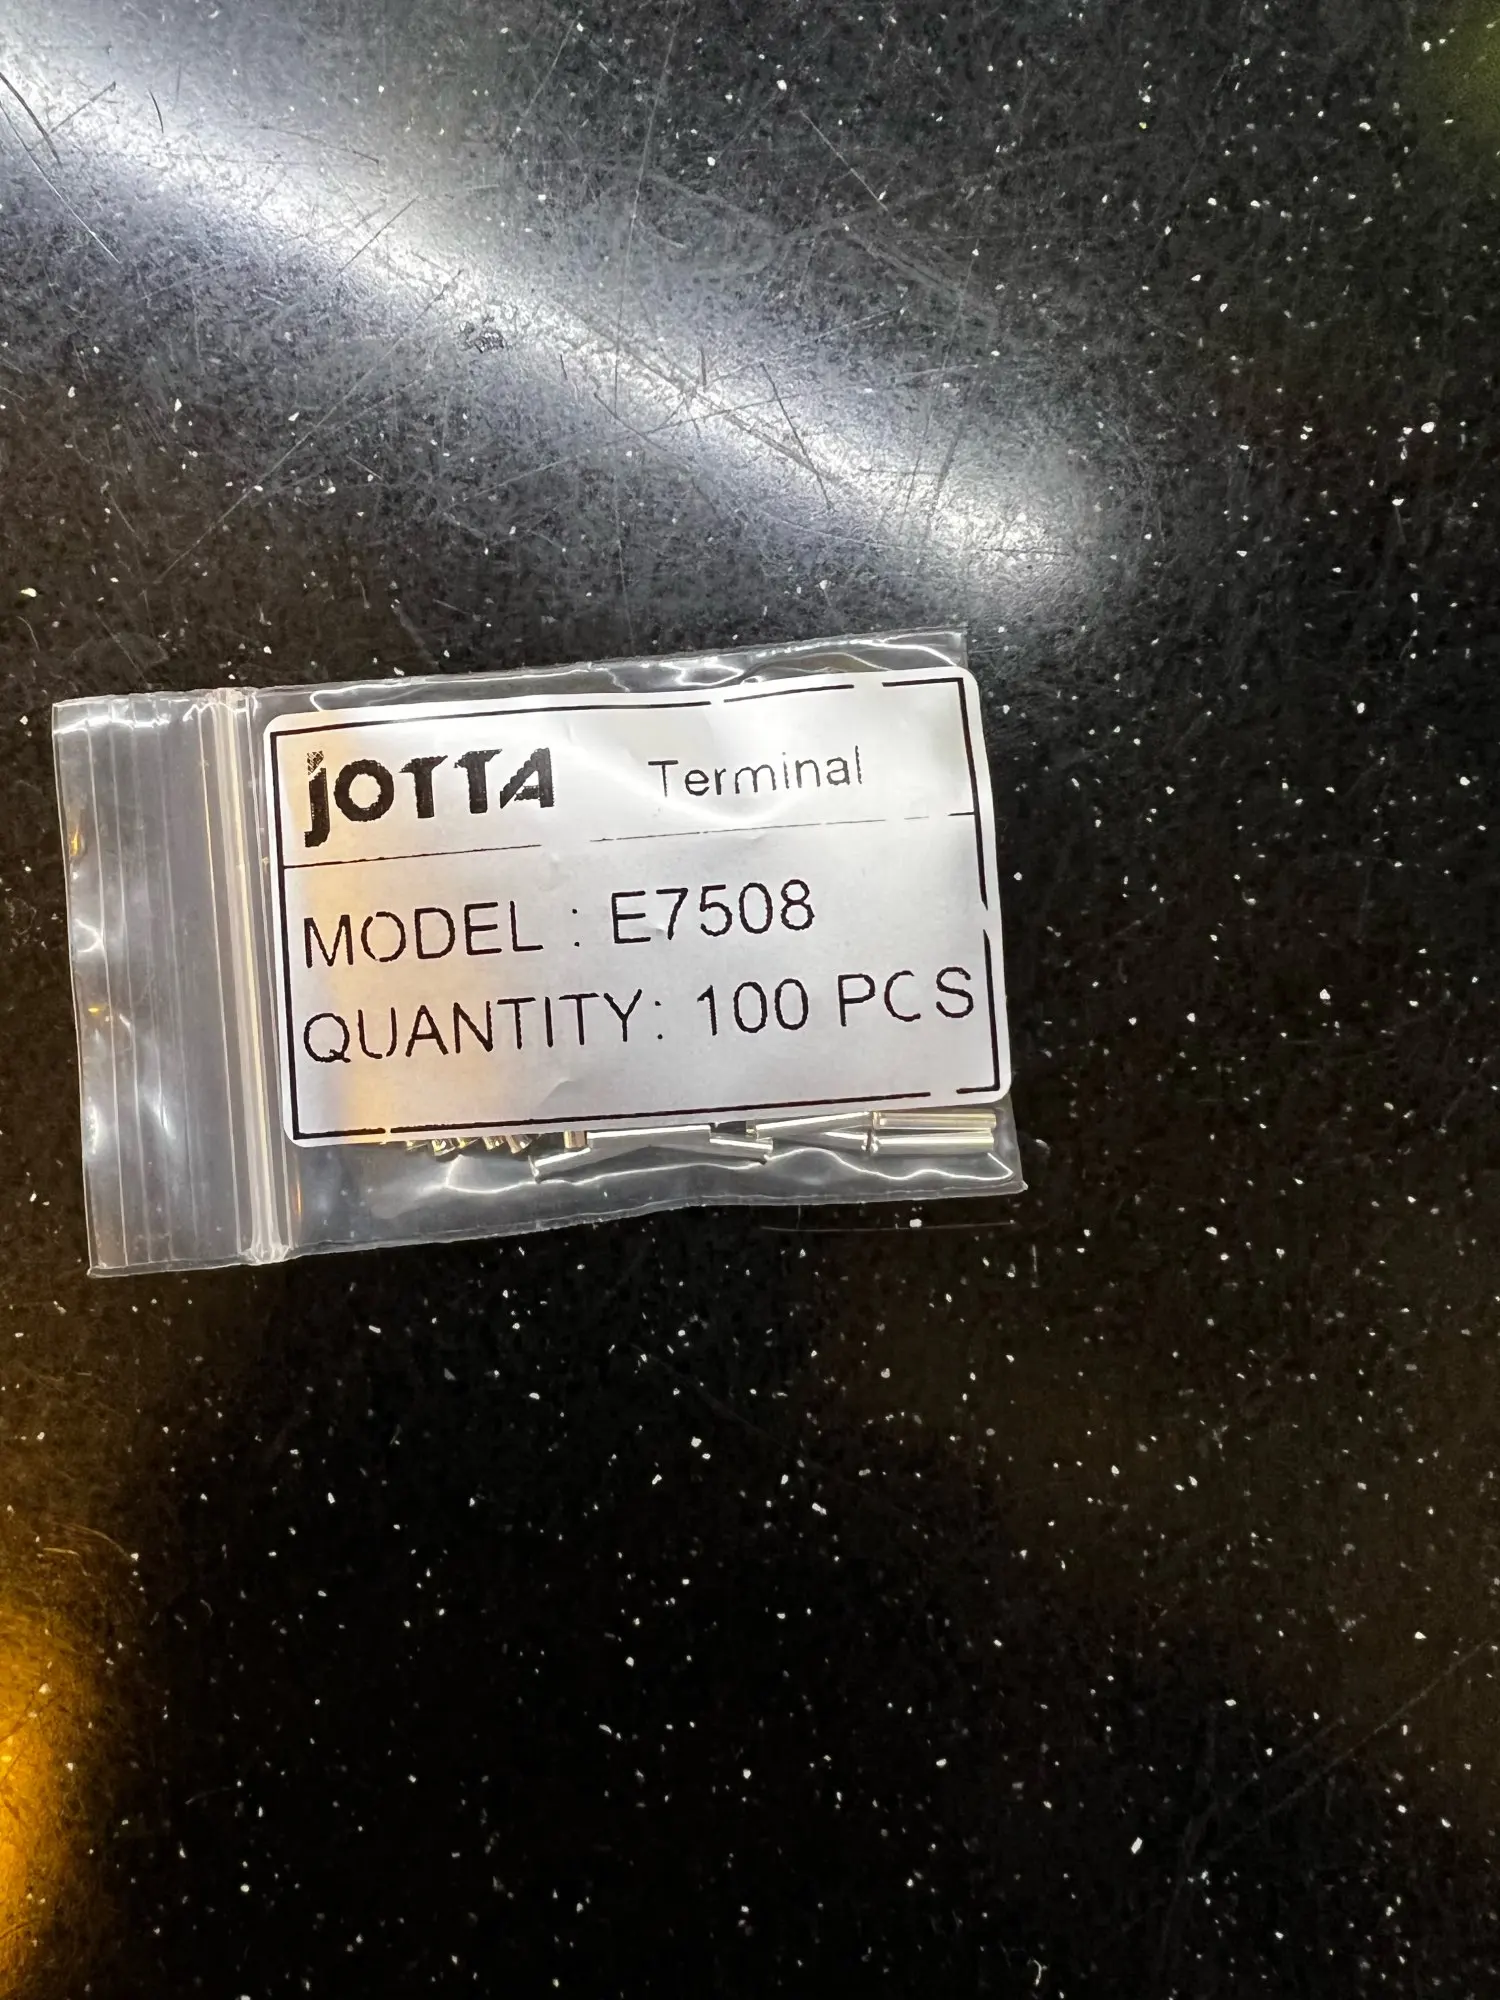 JOTTA Terminal
MODEL : E7508
QUANTITY: 100 PCS